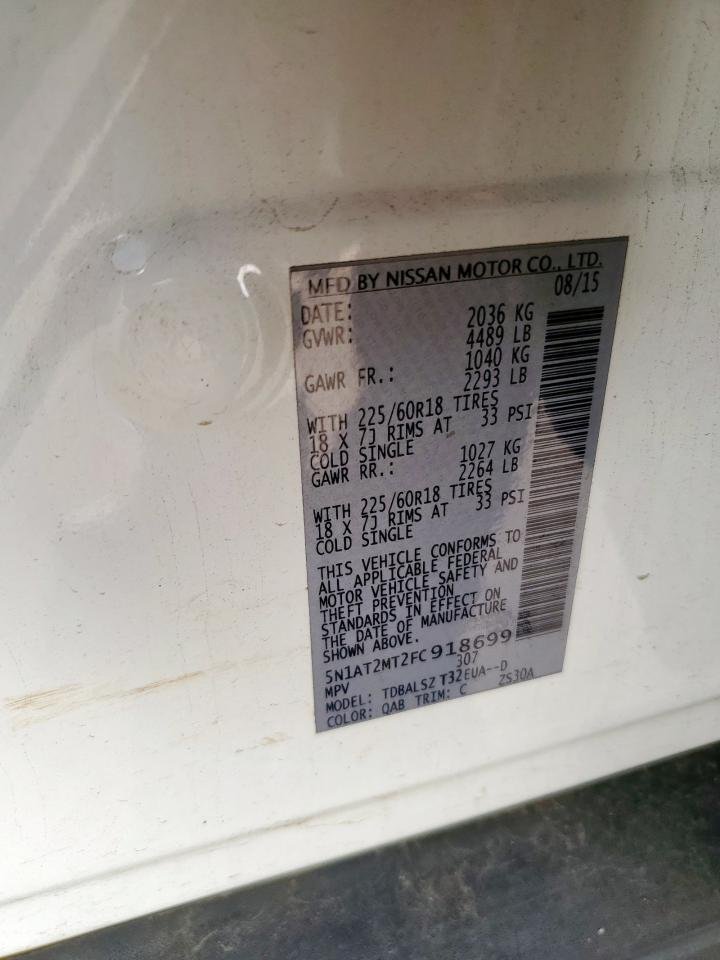 MFD BY NISSAN MOTOR CO., LTD.
DATE: 08/15
GVWR: 2036 KG
4489 LB
GAWR FR.: 1040 KG
2293 LB
WITH 225/60R18 TIRES
18 X 7J RIMS AT 33 PSI
COLD SINGLE
GAWR RR.: 1027 KG
2264 LB
WITH 225/60R18 TIRES
18 X 7J RIMS AT 33 PSI
COLD SINGLE
THIS VEHICLE CONFORMS TO
ALL APPLICABLE FEDERAL
MOTOR VEHICLE SAFETY AND
THEFT PREVENTION
STANDARDS IN EFFECT ON
THE DATE OF MANUFACTURE
SHOWN ABOVE.
5N1AT2MT2FC918699
MPV 307
MODEL: TDBALSZ T32EUA--D
COLOR: QAB TRIM: C ZS30A